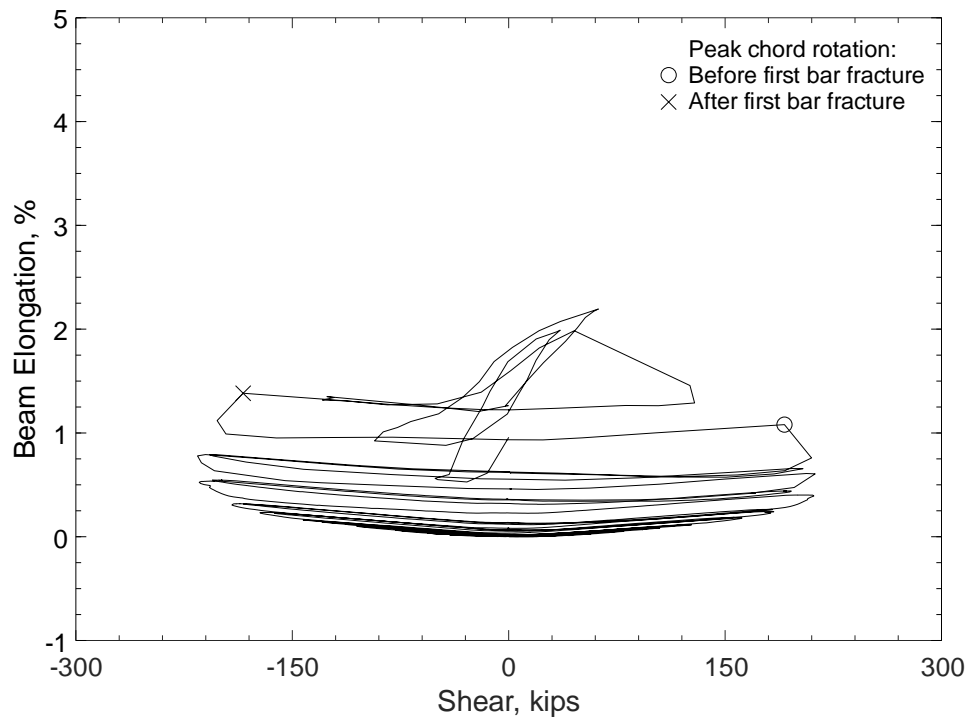 5
4
3
2
1
0
-1
Beam Elongation, %
-300
-150
0
150
300
Shear, kips
Peak chord rotation:
Before first bar fracture
After first bar fracture